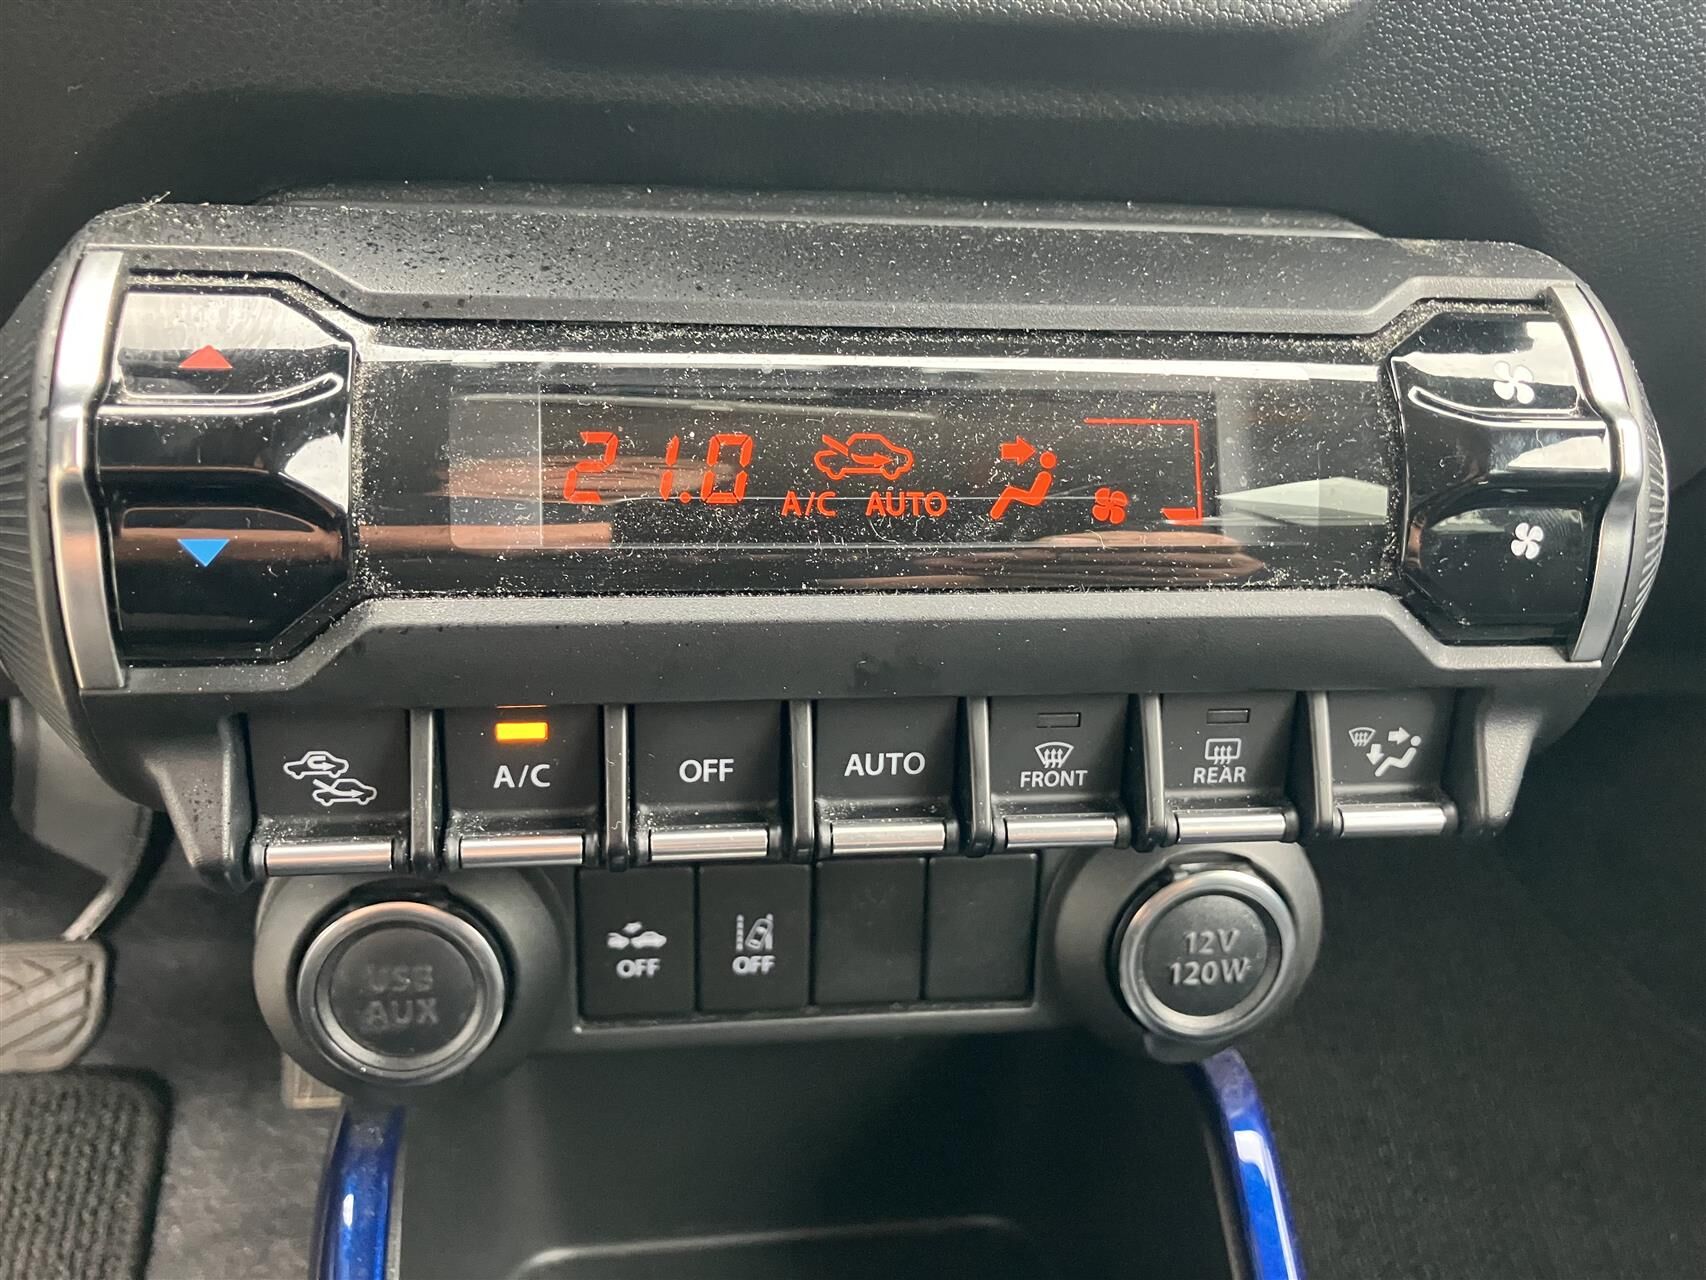 21.0
A/C AUTO
A/C
OFF
AUTO
FRONT
REAR
OFF
OFF
USB
AUX
12V
120W